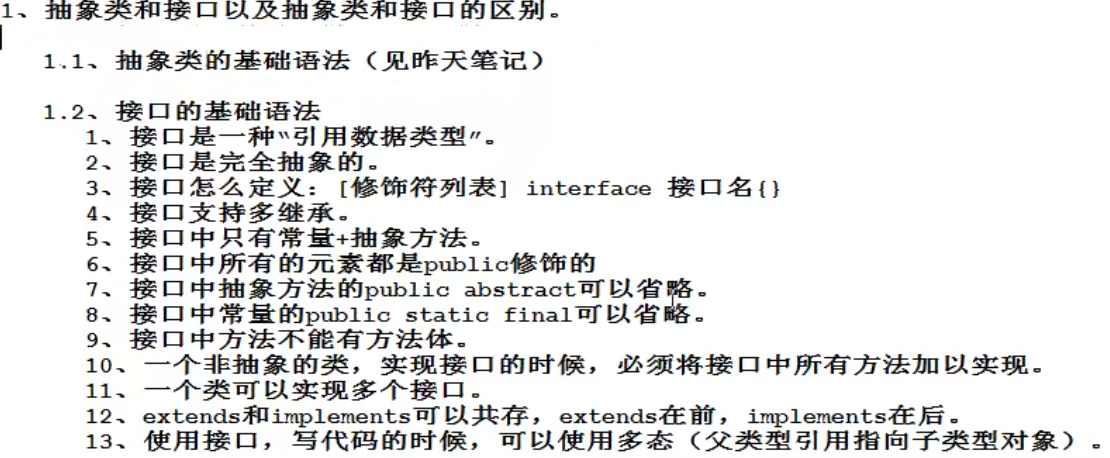 1、抽象类和接口以及抽象类和接口的区别。
1.1、抽象类的基础语法（见昨天笔记）
1.2、接口的基础语法
1、接口是一种“引用数据类型”。
2、接口是完全抽象的。
3、接口怎么定义：[修饰符列表] interface 接口名{}
4、接口支持多继承。
5、接口中只有常量+抽象方法。
6、接口中所有的元素都是public修饰的
7、接口中抽象方法的public abstract可以省略。
8、接口中常量的public static final可以省略。
9、接口中方法不能有方法体。
10、一个非抽象的类，实现接口的时候，必须将接口中所有方法加以实现。
11、一个类可以实现多个接口。
12、extends和implements可以共存，extends在前，implements在后。
13、使用接口，写代码的时候，可以使用多态（父类型引用指向子类型对象）。